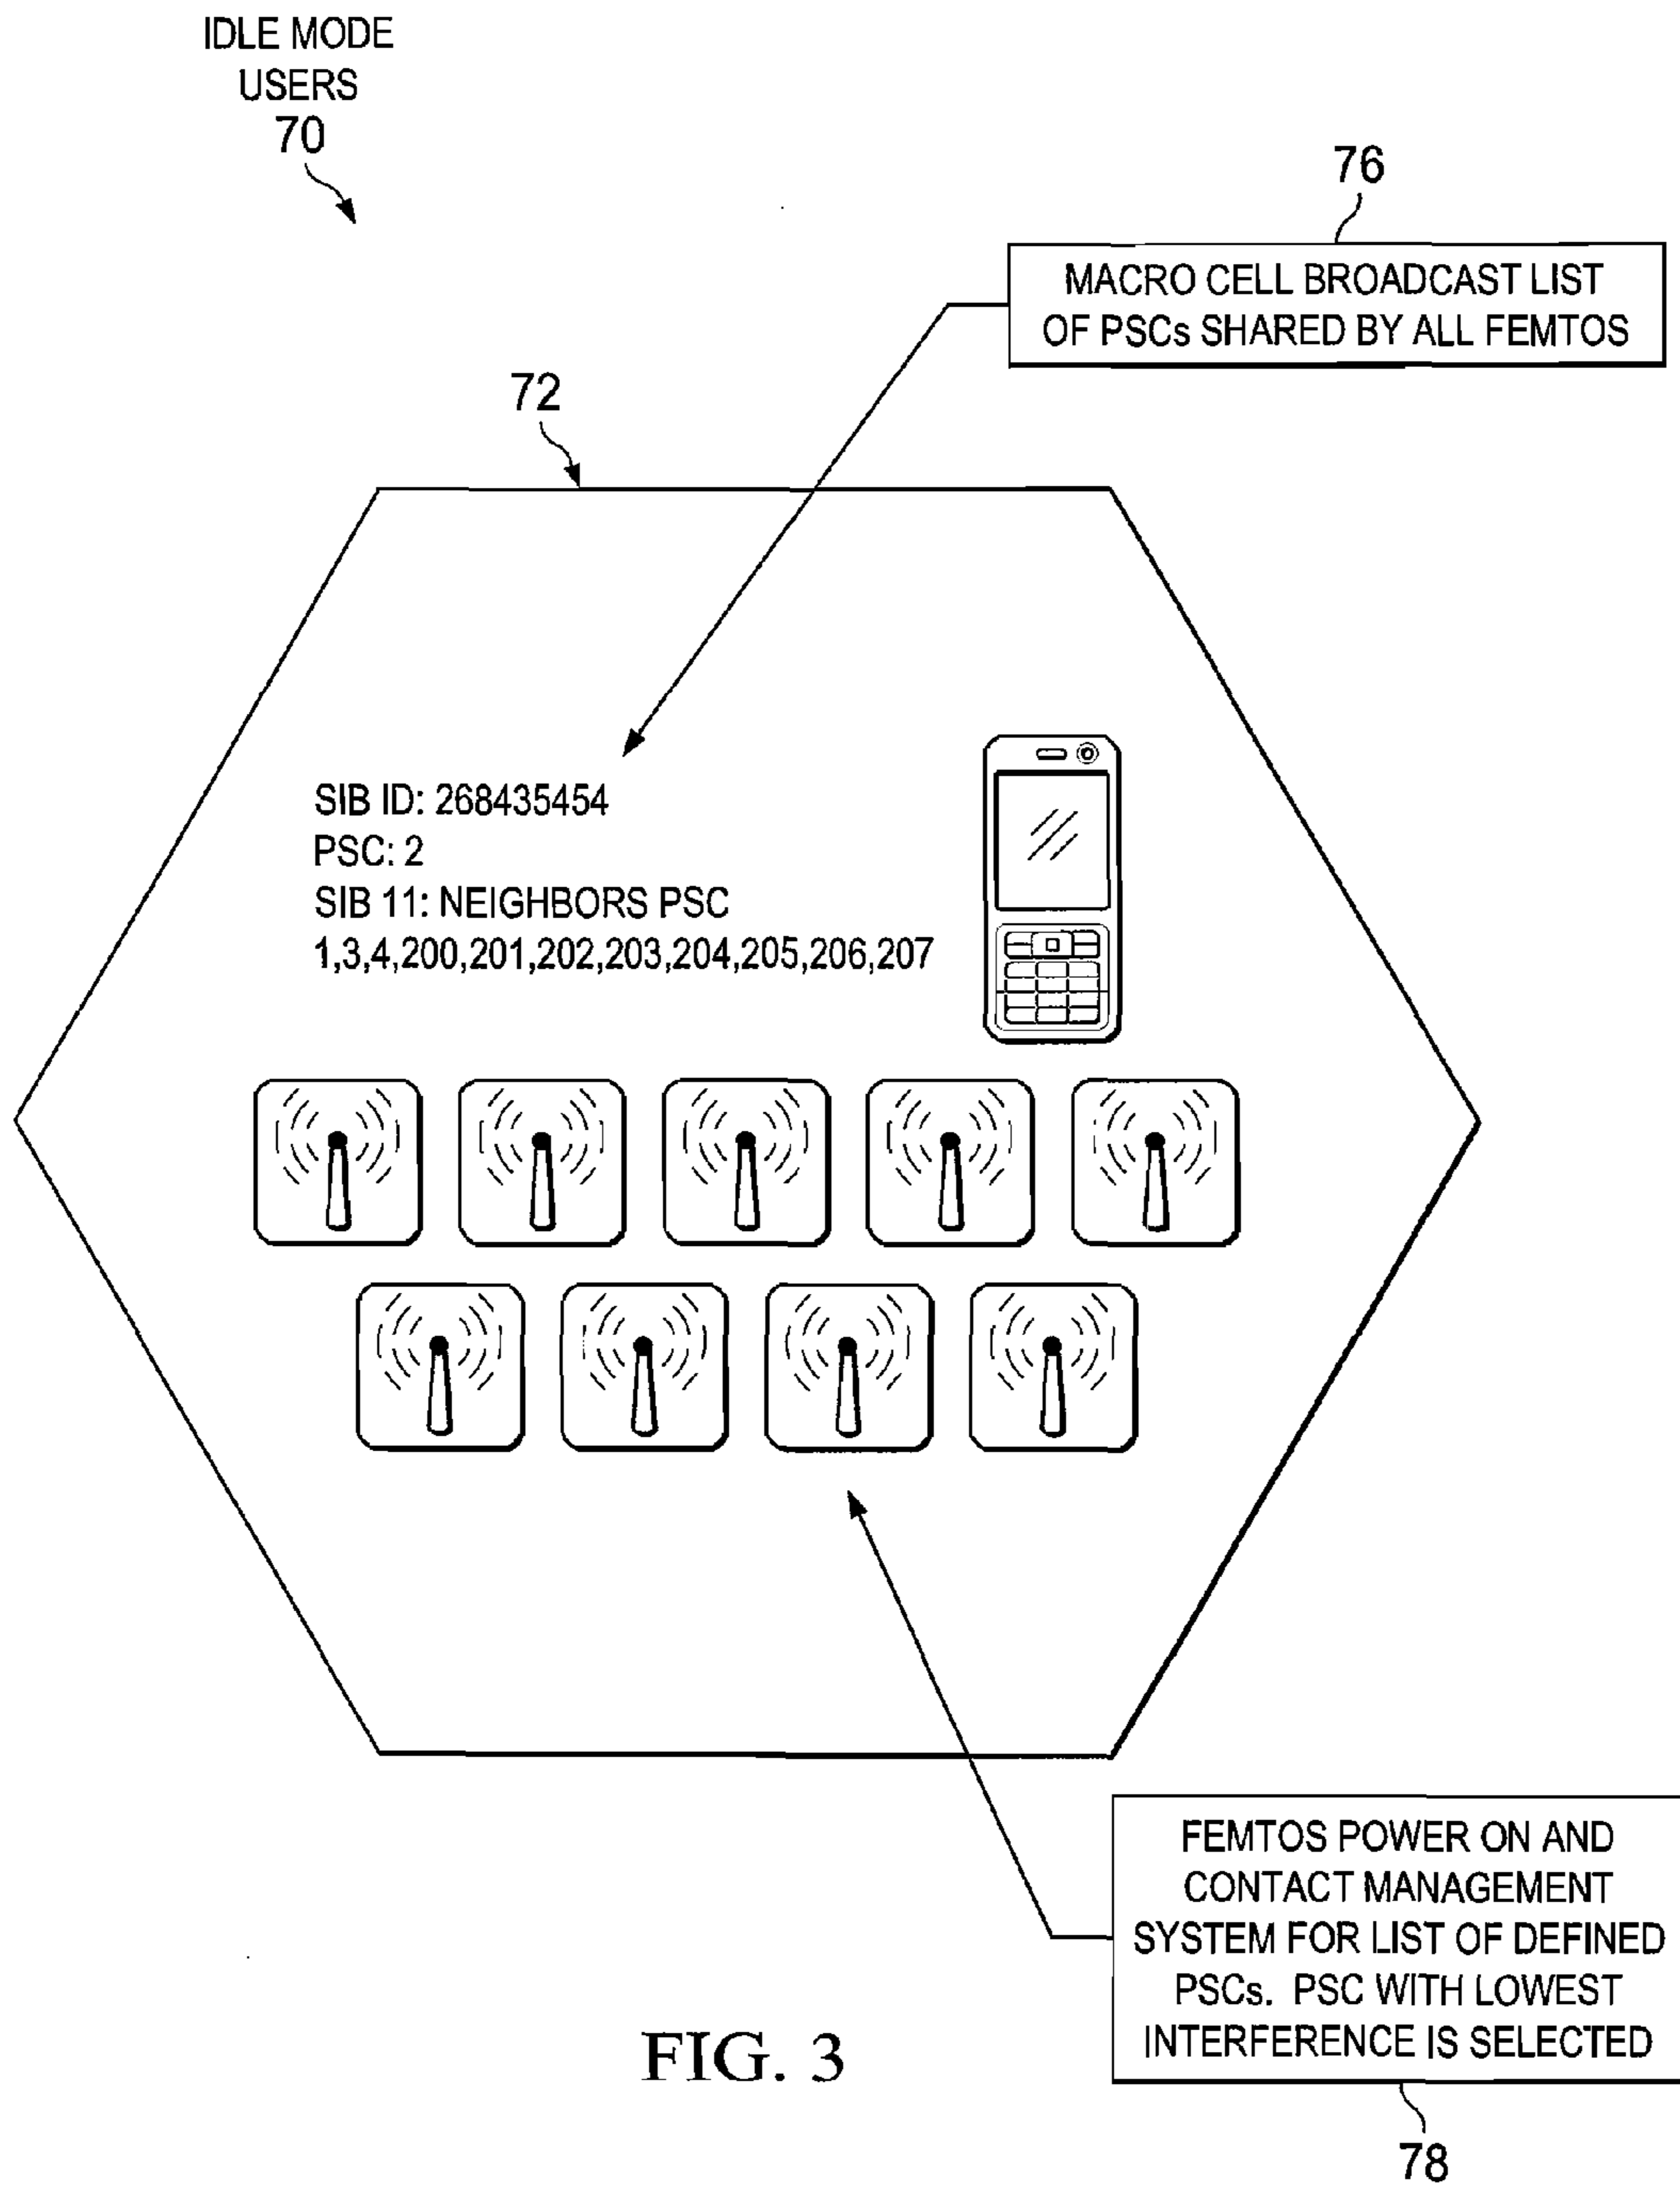 IDLE MODE
USERS
70
76
MACRO CELL BROADCAST LIST
OF PSCs SHARED BY ALL FEMTOS
72
SIB ID: 268435454
PSC: 2
SIB 11: NEIGHBORS PSC
1,3,4,200,201,202,203,204,205,206,207
FEMTOS POWER ON AND
CONTACT MANAGEMENT
SYSTEM FOR LIST OF DEFINED
PSCs. PSC WITH LOWEST
INTERFERENCE IS SELECTED
FIG. 3
78